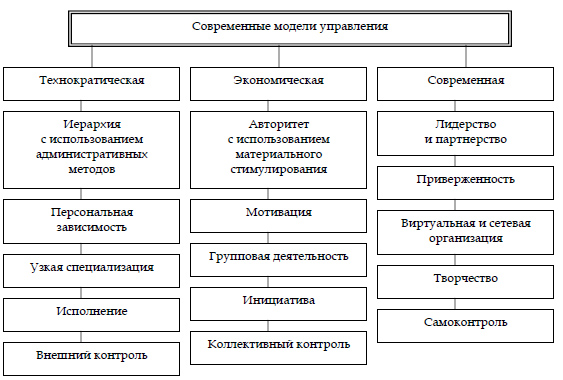 Современные модели управления
Технократическая
Иерархия
с использованием
административных
методов
Персональная
зависимость
Узкая специализация
Исполнение
Внешний контроль
Экономическая
Авторитет
с использованием
материального
стимулирования
Мотивация
Групповая деятельность
Инициатива
Коллективный контроль
Современная
Лидерство
и партнерство
Приверженность
Виртуальная и сетевая
организация
Творчество
Самоконтроль